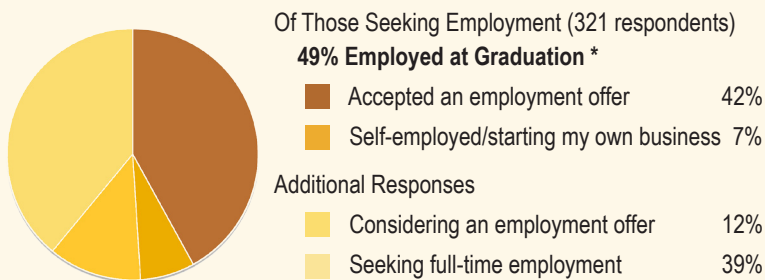 Of Those Seeking Employment (321 respondents)
49% Employed at Graduation *
Accepted an employment offer 42%
Self-employed/starting my own business 7%
Additional Responses
Considering an employment offer 12%
Seeking full-time employment 39%